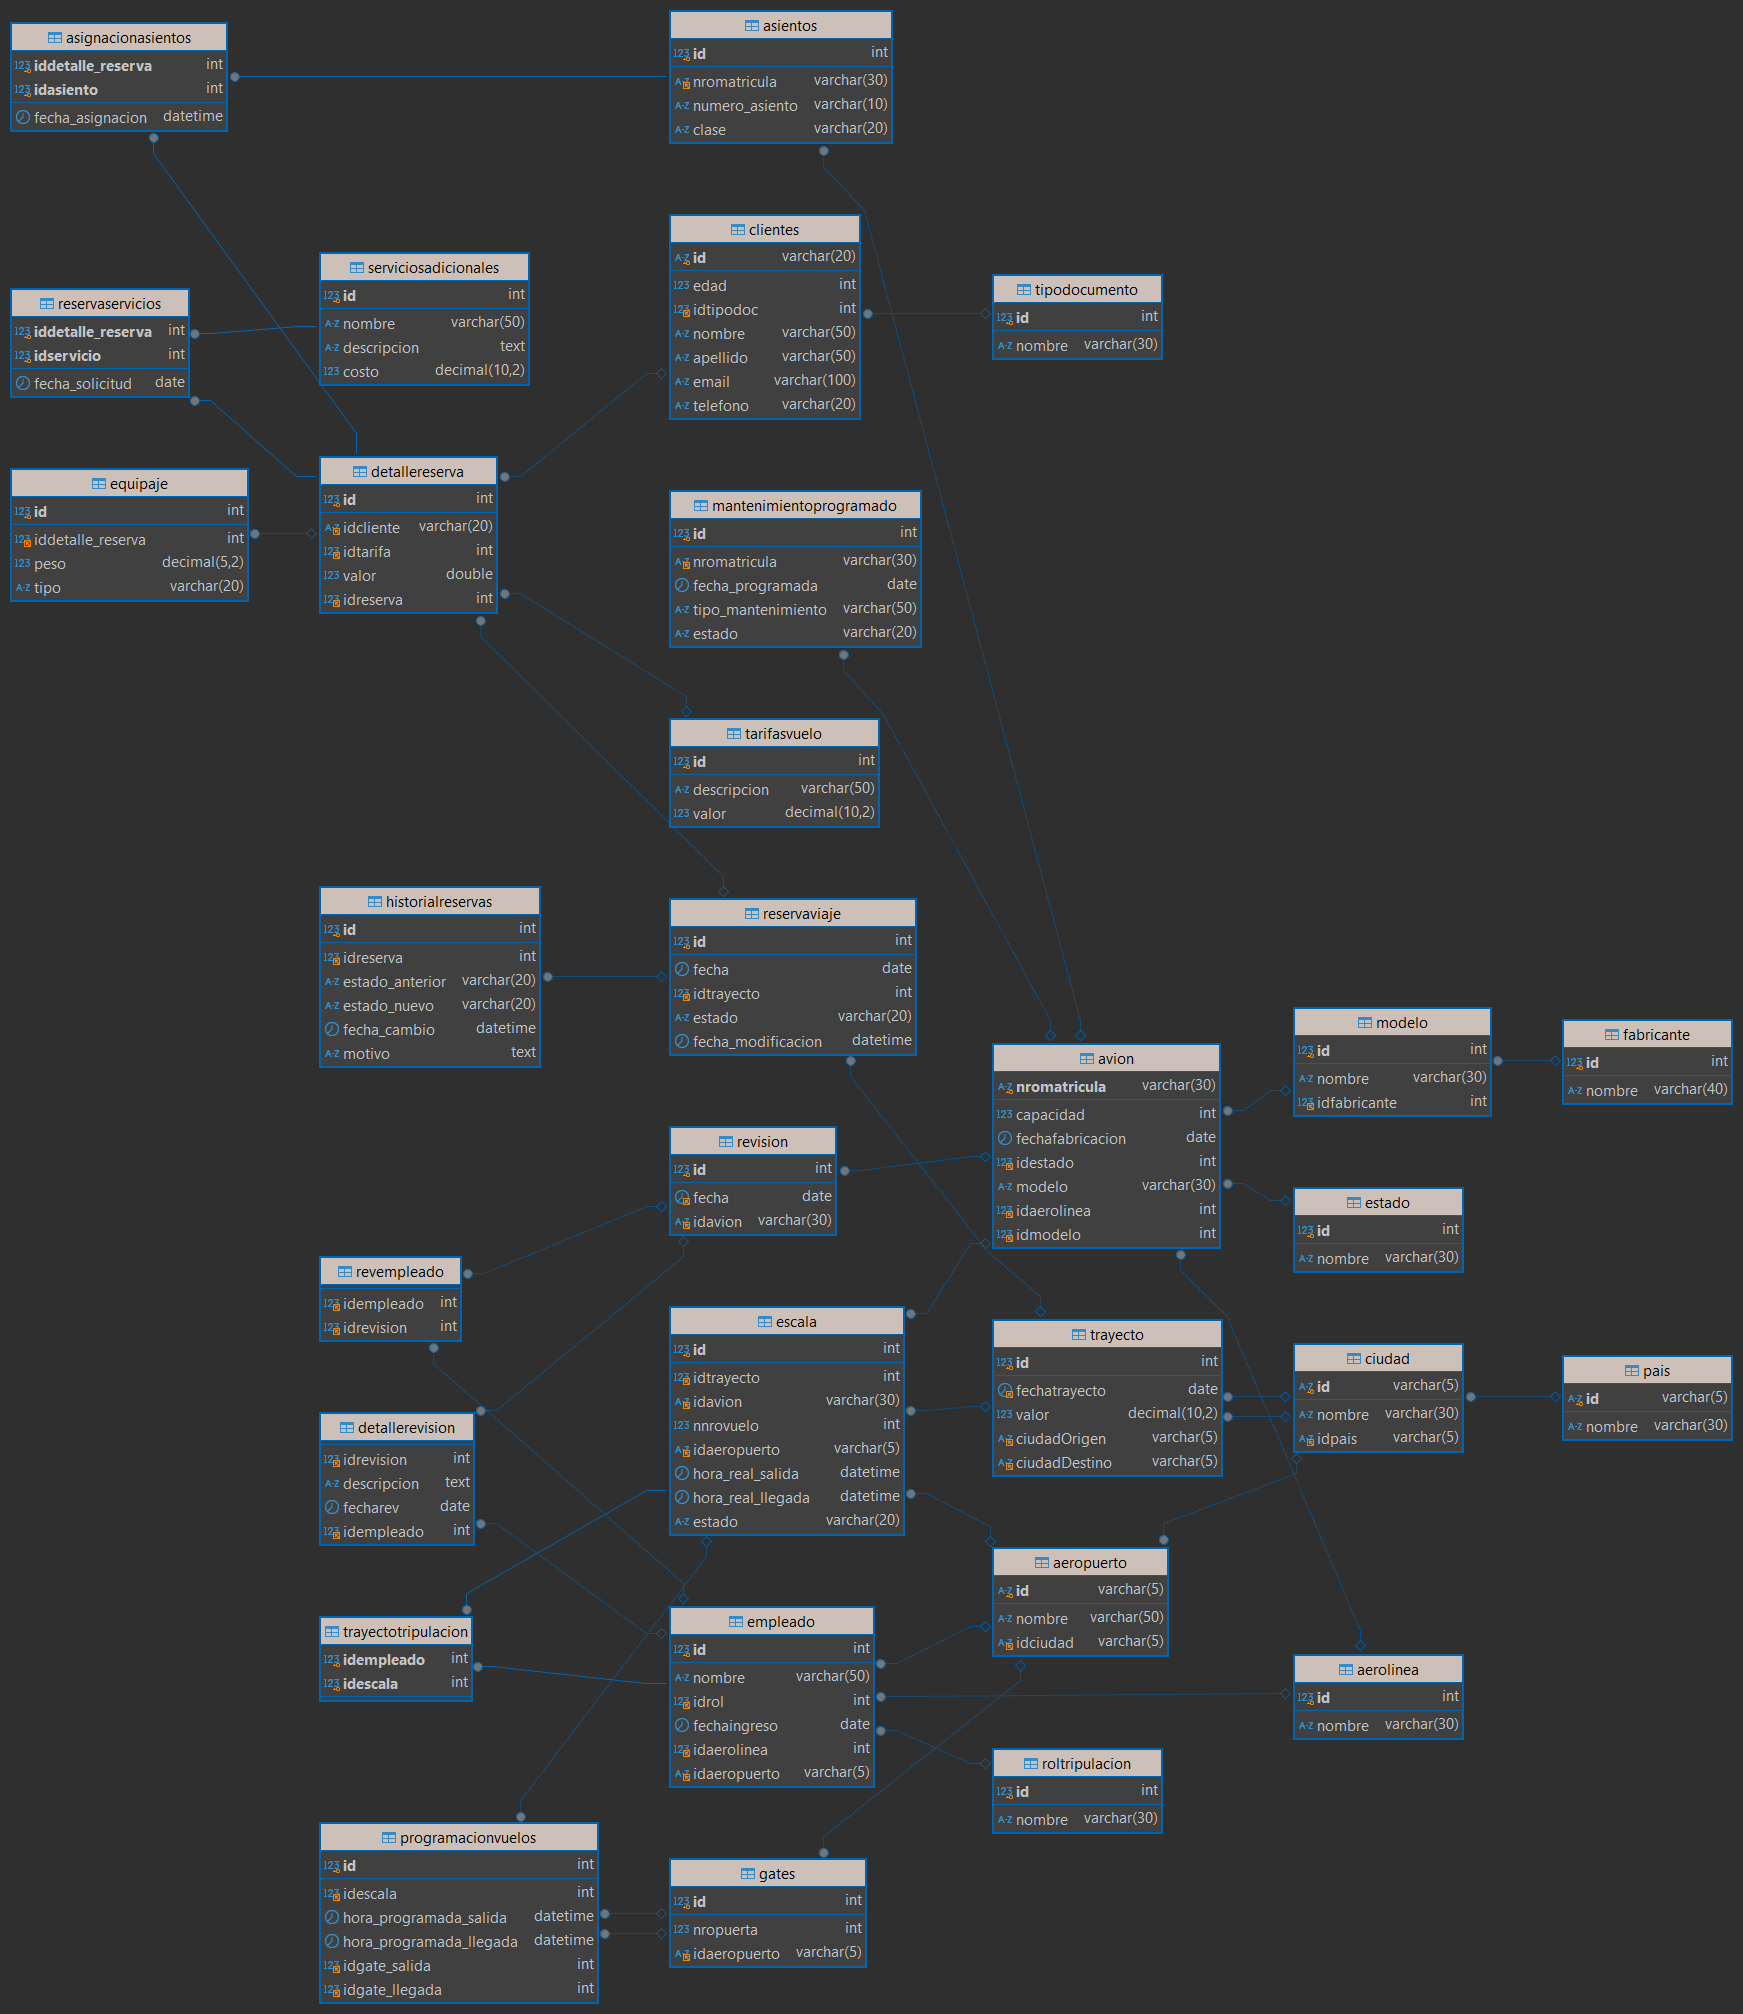 asignacionasientos
iddetalle_reserva int
idasiento int
fecha_asignacion datetime
asientos
id int
nromatricula varchar(30)
numero_asiento varchar(10)
clase varchar(20)
clientes
id varchar(20)
edad int
idtipodoc int
nombre varchar(50)
apellido varchar(50)
email varchar(100)
telefono varchar(20)
serviciosadicionales
id int
nombre varchar(50)
descripcion text
costo decimal(10,2)
tipodocumento
id int
nombre varchar(30)
reservaservicios
iddetalle_reserva int
idservicio int
fecha_solicitud date
detallereserva
id int
idcliente varchar(20)
idtarifa int
valor double
idreserva int
equipaje
id int
iddetalle_reserva int
peso decimal(5,2)
tipo varchar(20)
mantenimientoprogramado
id int
nromatricula varchar(30)
fecha_programada date
tipo_mantenimiento varchar(50)
estado varchar(20)
tarifasvuelo
id int
descripcion varchar(50)
valor decimal(10,2)
historialreservas
id int
idreserva int
estado_anterior varchar(20)
estado_nuevo varchar(20)
fecha_cambio datetime
motivo text
reservaviaje
id int
fecha date
idtrayecto int
estado varchar(20)
fecha_modificacion datetime
avion
nromatricula varchar(30)
capacidad int
fechafabricacion date
idestado int
modelo varchar(30)
idaerolinea int
idmodelo int
modelo
id int
nombre varchar(30)
idfabricante int
fabricante
id int
nombre varchar(40)
revision
id int
fecha date
idavion varchar(30)
estado
id int
nombre varchar(30)
revempleado
idempleado int
idrevision int
escala
id int
idtrayecto int
idavion varchar(30)
nnrovuelo int
idaeropuerto varchar(5)
hora_real_salida datetime
hora_real_llegada datetime
estado varchar(20)
trayecto
id int
fechatrayecto date
valor decimal(10,2)
ciudadOrigen varchar(5)
ciudadDestino varchar(5)
ciudad
id varchar(5)
nombre varchar(30)
idpais varchar(5)
pais
id varchar(5)
nombre varchar(30)
detallerevision
idrevision int
descripcion text
fecharev date
idempleado int
aeropuerto
id varchar(5)
nombre varchar(50)
idciudad varchar(5)
trayectotripulacion
idempleado int
idescala int
empleado
id int
nombre varchar(50)
idrol int
fechaingreso date
idaerolinea int
idaeropuerto varchar(5)
aerolinea
id int
nombre varchar(30)
roltripulacion
id int
nombre varchar(30)
programacionvuelos
id int
idescala int
hora_programada_salida datetime
hora_programada_llegada datetime
idgate_salida int
idgate_llegada int
gates
id int
nropuerta int
idaeropuerto varchar(5)